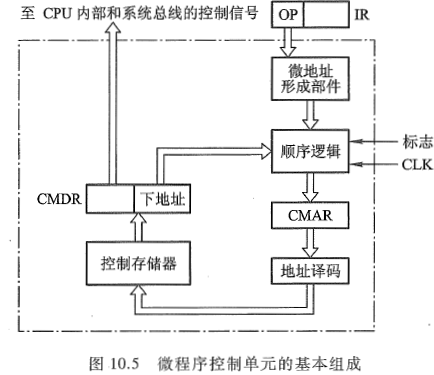 至 CPU 内部和系统总线的控制信号
OP
IR
微地址
形成部件
顺序逻辑
标志
CLK
CMDR
下地址
CMAR
控制存储器
地址译码
图 10.5 微程序控制单元的基本组成